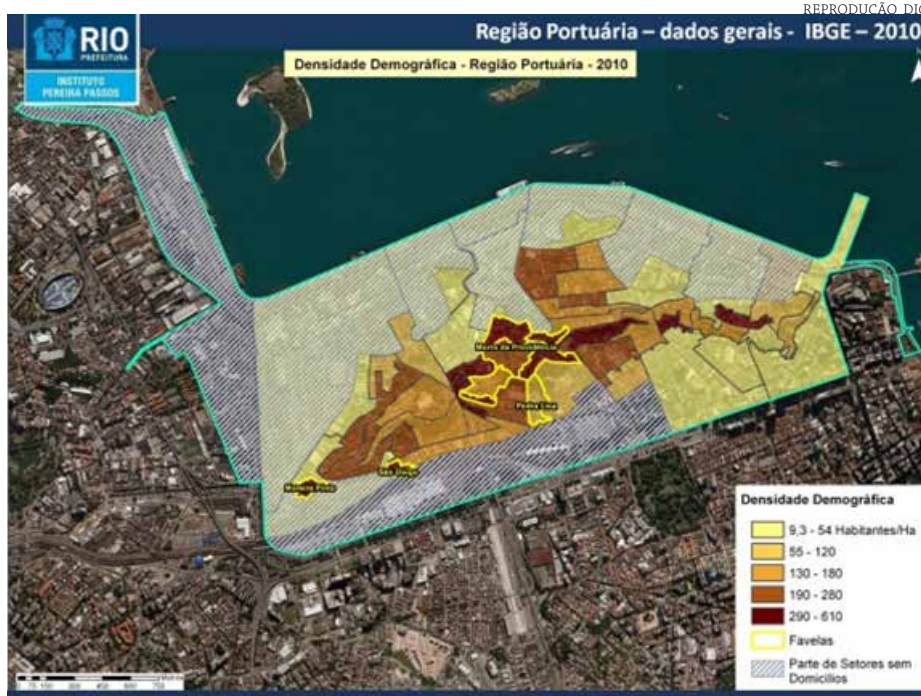 REPRODUÇÃO DIG
RIO
PREFEITURA
INSTITUTO
PEREIRA PASSOS
Região Portuária – dados gerais - IBGE – 2010
Densidade Demográfica - Região Portuária - 2010
Morro da Providência
Pedra Lisa
São Diogo
Moreira Pinto
Densidade Demográfica
9,3 - 54 Habitantes/Ha
55 - 120
130 - 180
190 - 280
290 - 610
Favelas
Parte de Setores sem
Domicílios